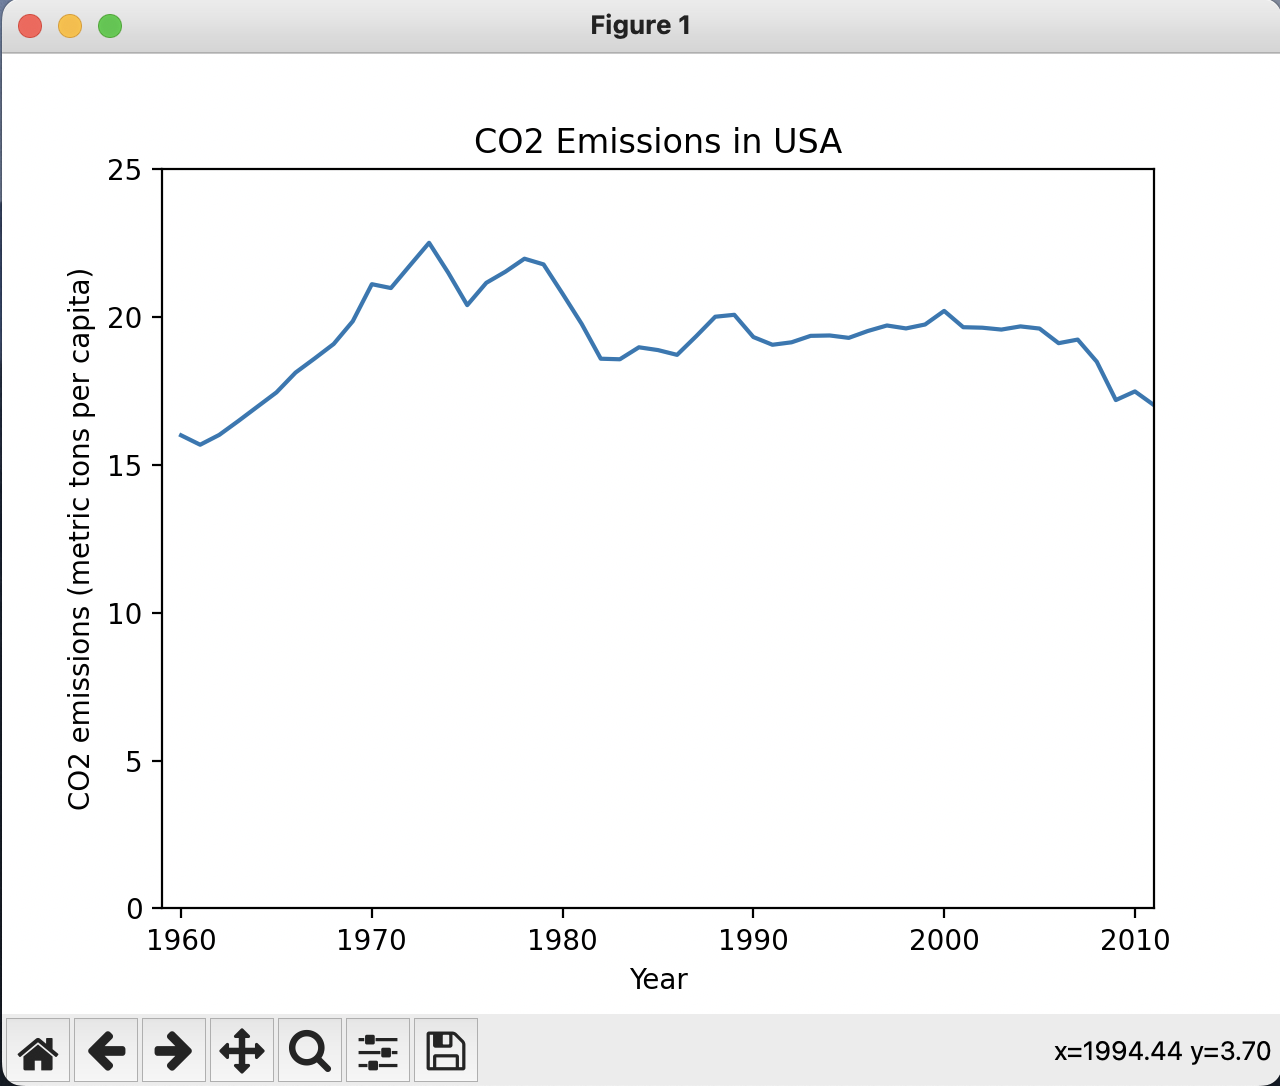 Figure 1
CO2 Emissions in USA
25
20
15
10
5
0
CO2 emissions (metric tons per capita)
1960 1970 1980 1990 2000 2010
Year
x=1994.44 y=3.70